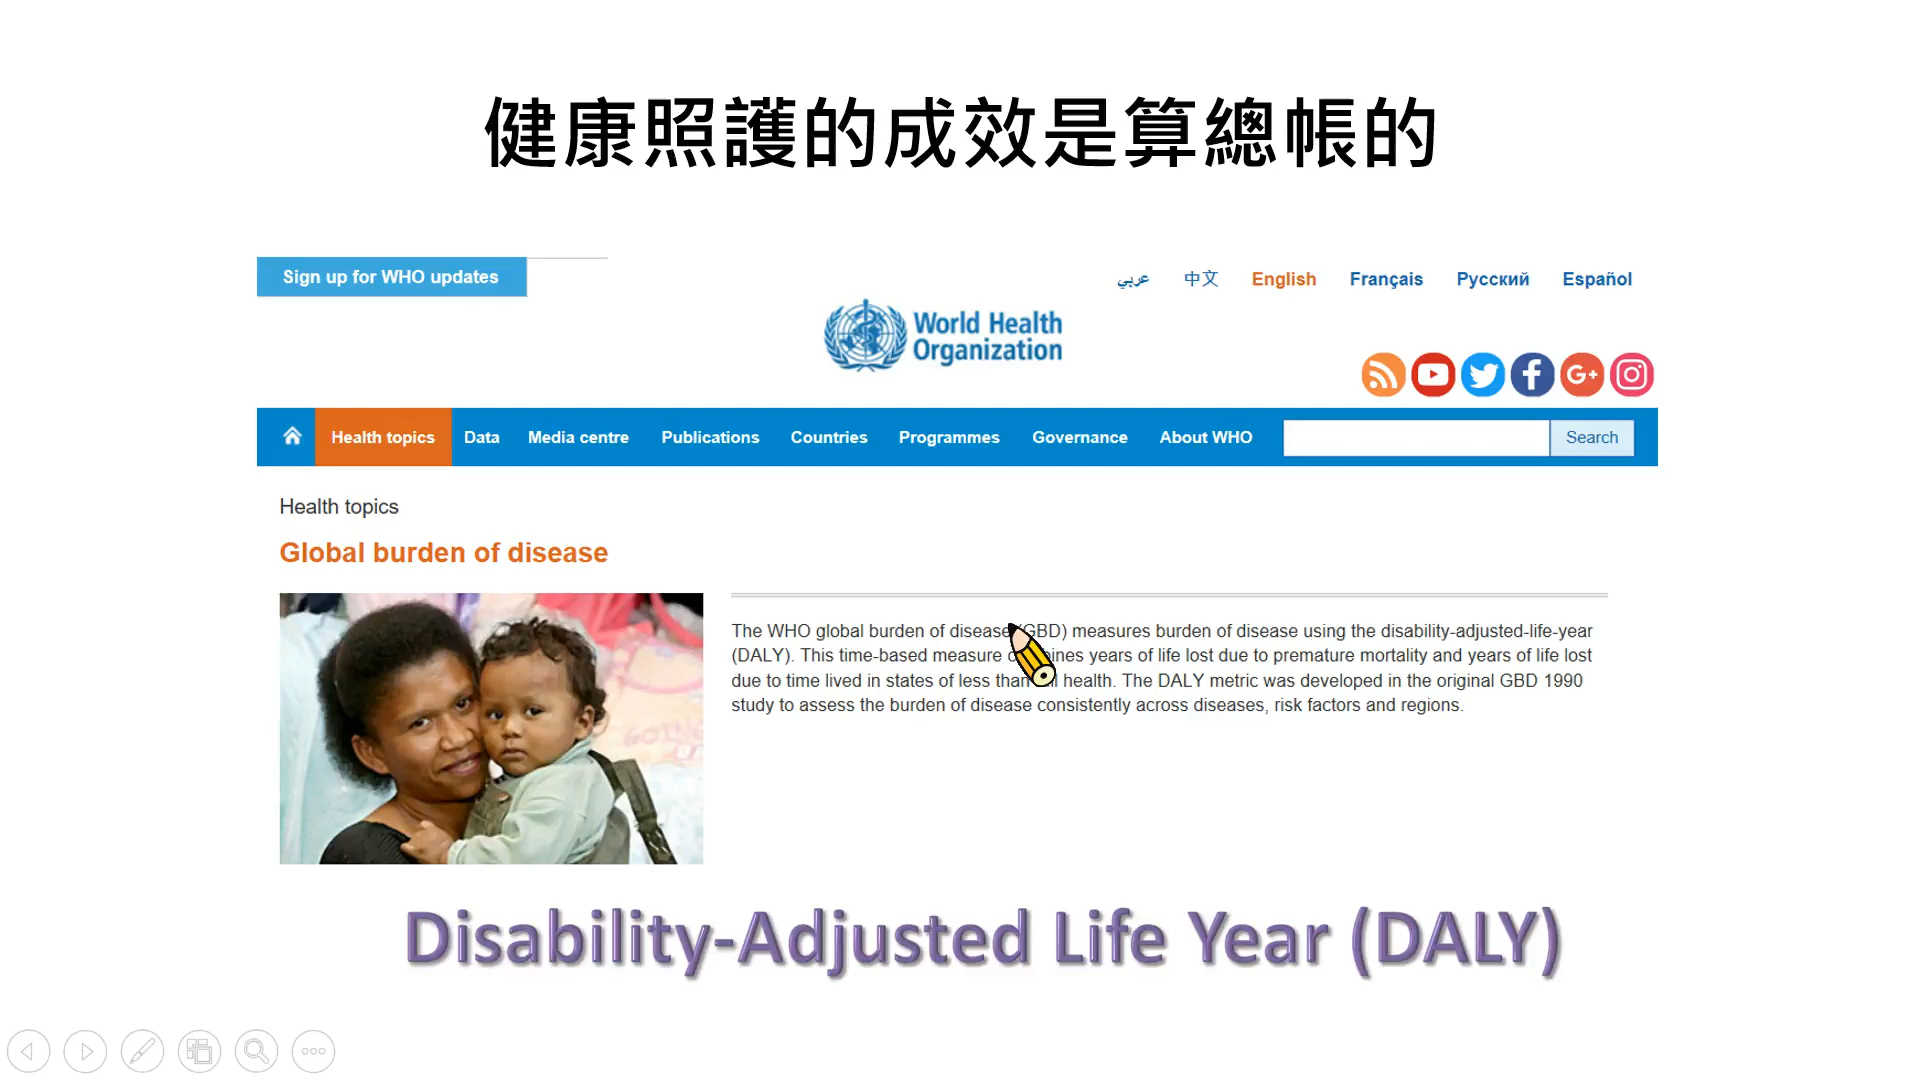 健康照護的成效是算總帳的
Sign up for WHO updates
عربي 中文 English Français Русский Español
World Health
Organization
Health topics Data Media centre Publications Countries Programmes Governance About WHO Search
Health topics
Global burden of disease
The WHO global burden of disease (GBD) measures burden of disease using the disability-adjusted-life-year
(DALY). This time-based measure combines years of life lost due to premature mortality and years of life lost
due to time lived in states of less than full health. The DALY metric was developed in the original GBD 1990
study to assess the burden of disease consistently across diseases, risk factors and regions.
Disability-Adjusted Life Year (DALY)